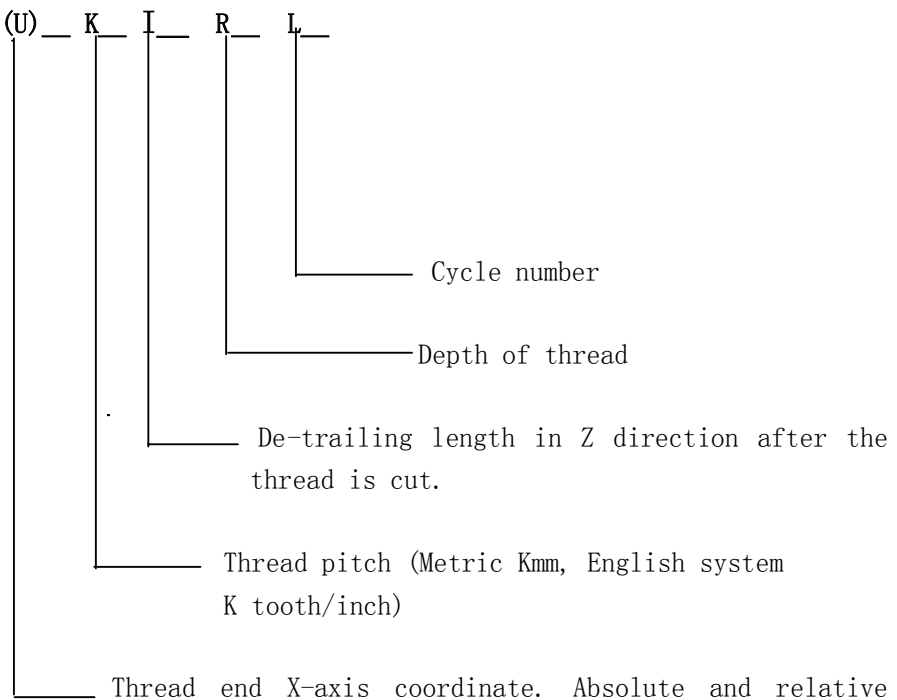 (U)__ K__ I__ R__ L__
Cycle number
Depth of thread
De-trailing length in Z direction after the
thread is cut.
Thread pitch (Metric Kmm, English system
K tooth/inch)
Thread end X-axis coordinate. Absolute and relative